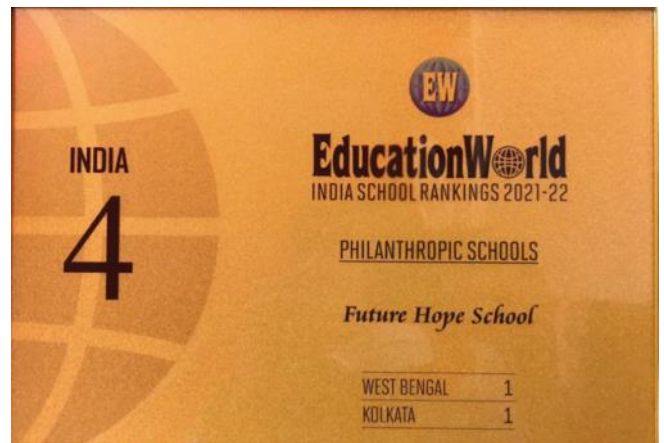 INDIA
4
EW
EducationWorld
INDIA SCHOOL RANKINGS 2021-22
PHILANTHROPIC SCHOOLS
Future Hope School
WEST BENGAL 1
KOLKATA 1